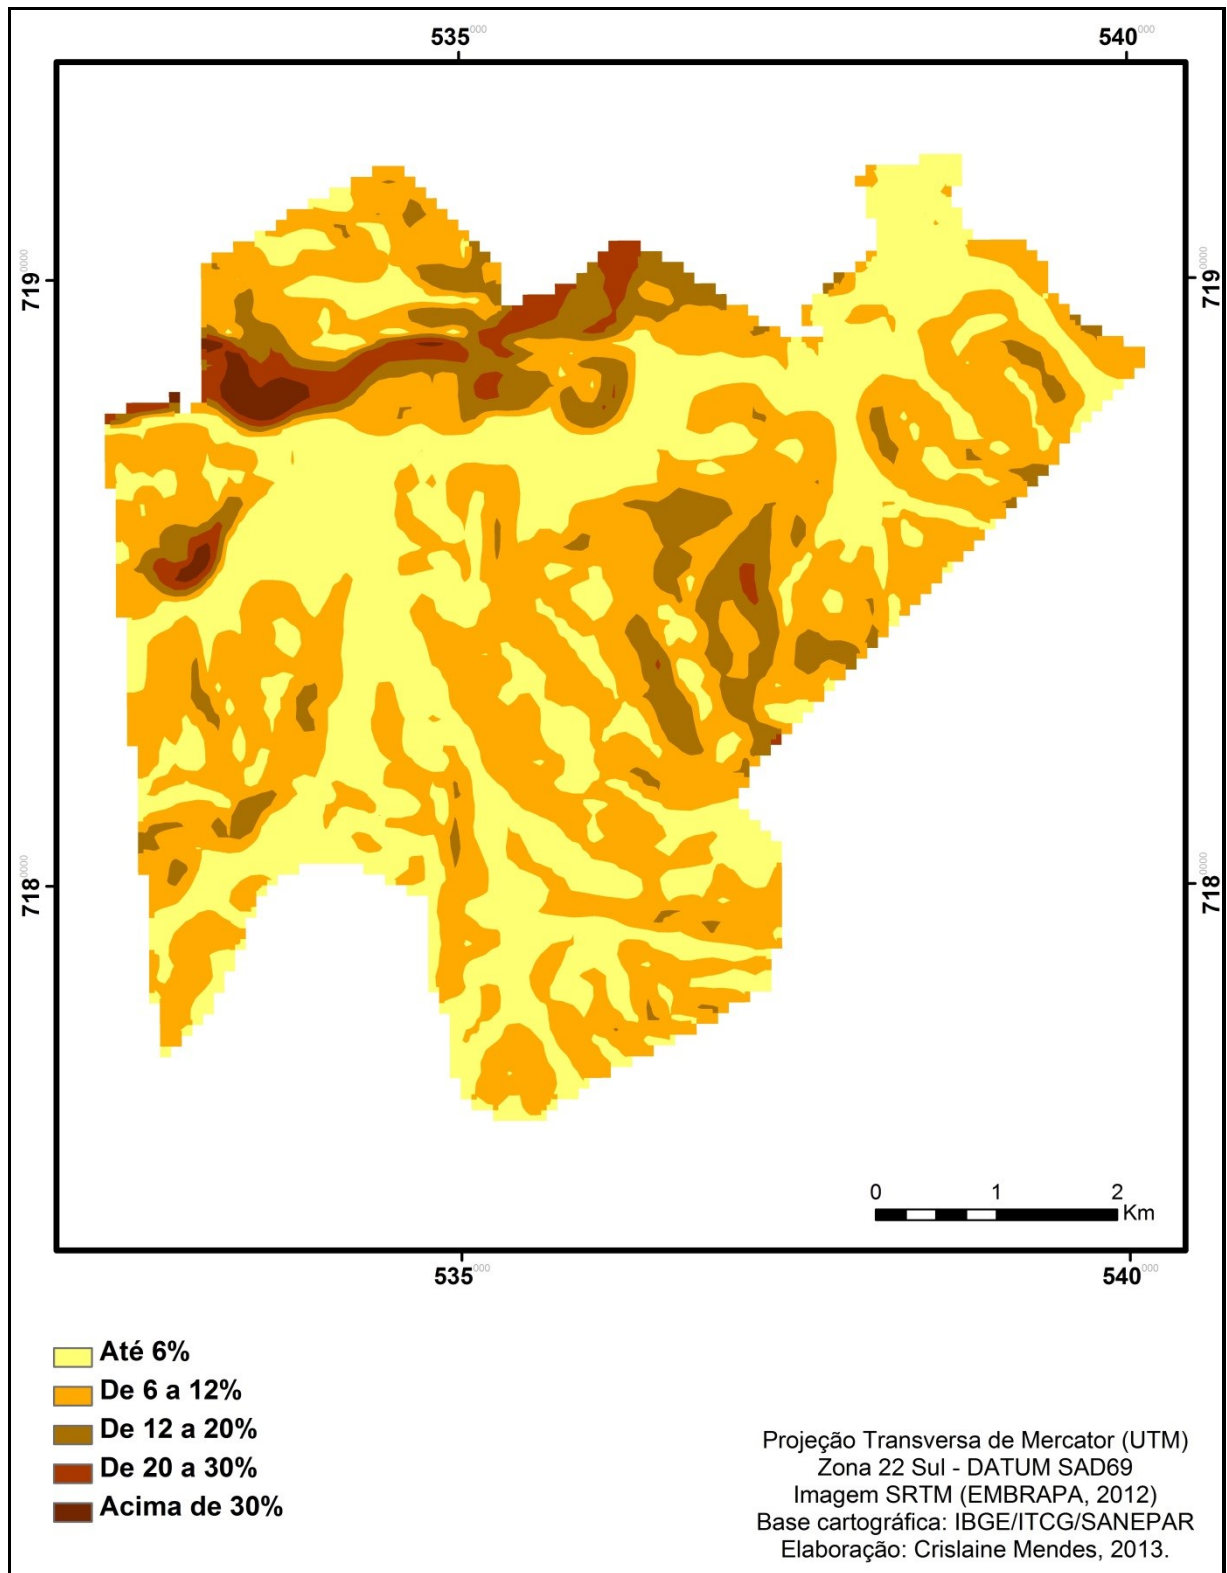 535000
540000
7190000
7190000
7180000
7180000
0 1 2
Km
535000
540000
Até 6%
De 6 a 12%
De 12 a 20%
De 20 a 30%
Acima de 30%
Projeção Transversa de Mercator (UTM)
Zona 22 Sul - DATUM SAD69
Imagem SRTM (EMBRAPA, 2012)
Base cartográfica: IBGE/ITCG/SANEPAR
Elaboração: Crislaine Mendes, 2013.